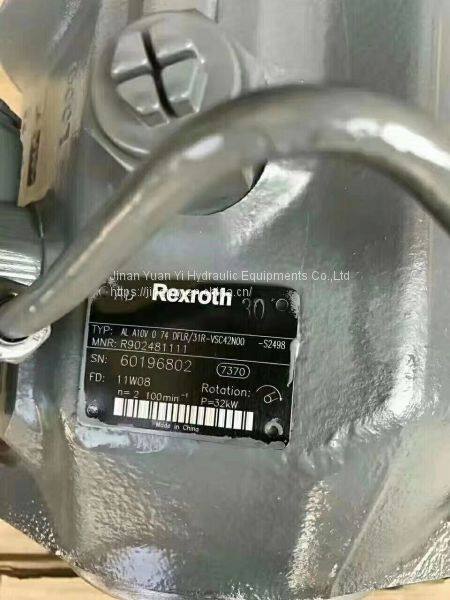 Jinan Yuan Yi Hydraulic Equipments Co.,Ltd
Rexroth 30
TYP: AL A10V O 74 DFLR/31R-VSC42N00 -S2498
MNR: R902481111
SN: 60196802 7370
FD: 11W08 Rotation:
n= 2 100min⁻¹ P=32kW
Made in China